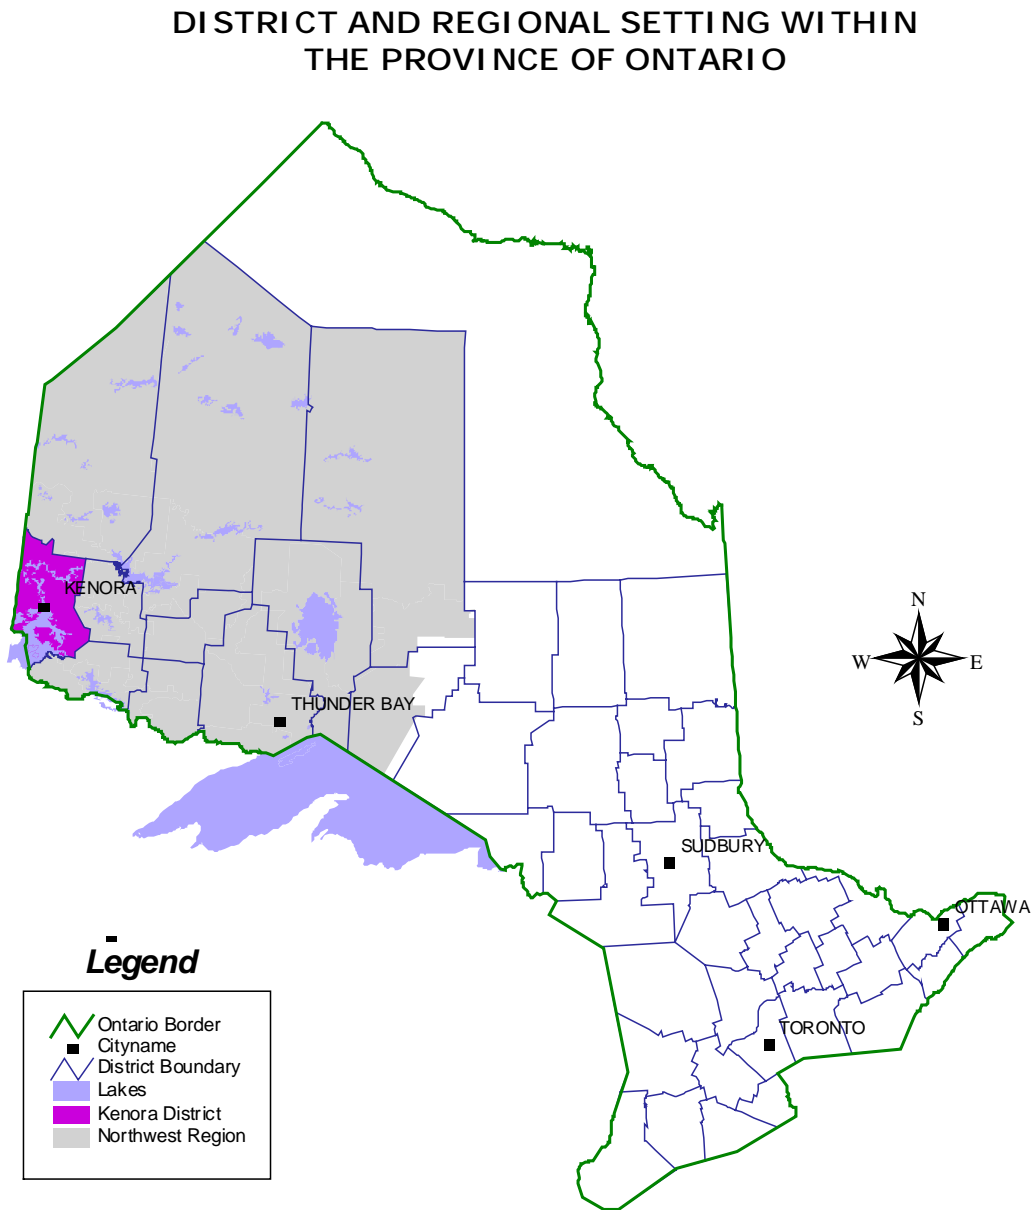 DISTRICT AND REGIONAL SETTING WITHIN
THE PROVINCE OF ONTARIO
KENORA
N
W
E
S
THUNDER BAY
SUDBURY
OTTAWA
TORONTO
Legend
Ontario Border
Cityname
District Boundary
Lakes
Kenora District
Northwest Region